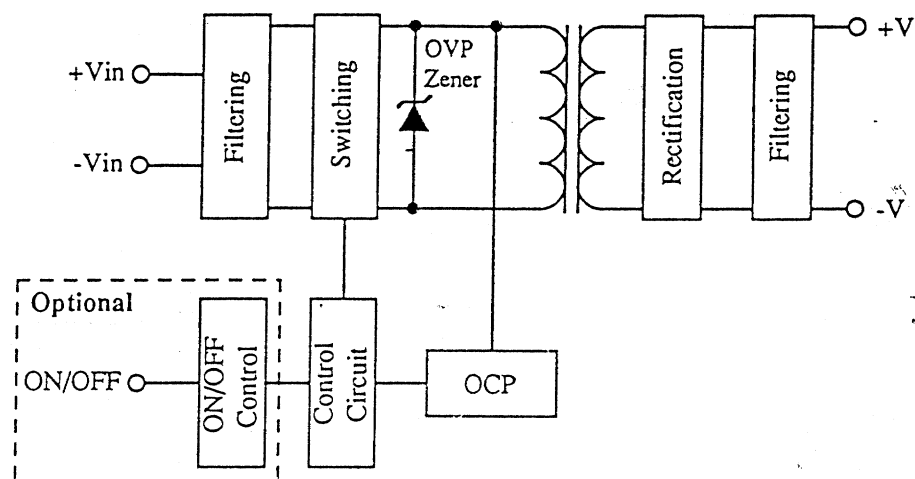 +Vin
-Vin
Filtering
Switching
OVP
Zener
Rectification
Filtering
+V
-V
Optional
ON/OFF
ON/OFF
Control
Control
Circuit
OCP